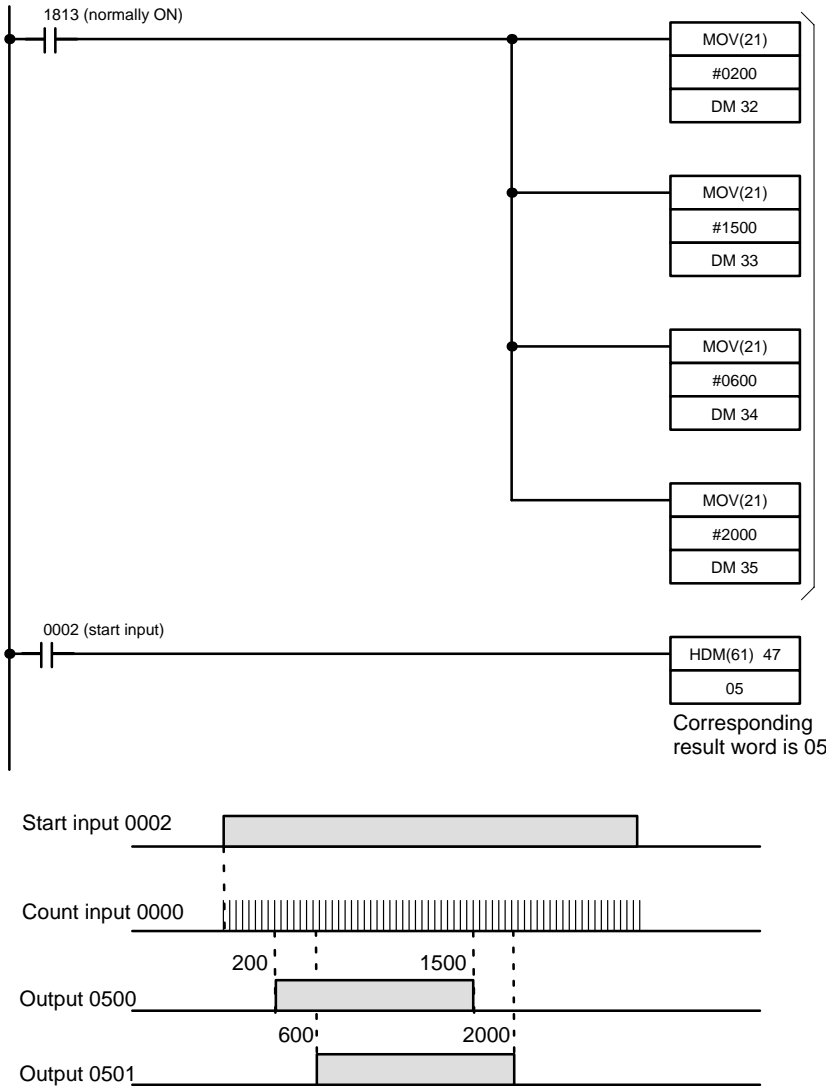 1813 (normally ON)
MOV(21)
#0200
DM 32
MOV(21)
#1500
DM 33
MOV(21)
#0600
DM 34
MOV(21)
#2000
DM 35
0002 (start input)
HDM(61) 47
05
Corresponding
result word is 05
Start input 0002
Count input 0000
200 1500
Output 0500
600 2000
Output 0501